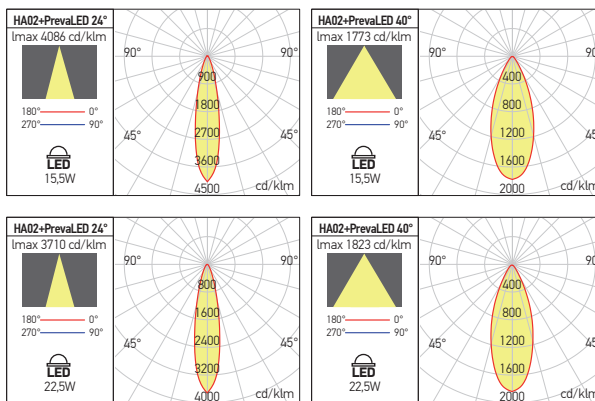 HA02+PrevaLED 24°
Imax 4086 cd/klm
180° 0°
270° 90°
LED
15,5W
90° 90°
900
1800
2700
45° 45°
3600
4500 cd/klm
HA02+PrevaLED 40°
Imax 1773 cd/klm
180° 0°
270° 90°
LED
15,5W
90° 90°
400
800
1200
45° 45°
1600
2000 cd/klm
HA02+PrevaLED 24°
Imax 3710 cd/klm
180° 0°
270° 90°
LED
22,5W
90° 90°
800
1600
2400
45° 45°
3200
4000 cd/klm
HA02+PrevaLED 40°
Imax 1823 cd/klm
180° 0°
270° 90°
LED
22,5W
90° 90°
400
800
1200
45° 45°
1600
2000 cd/klm